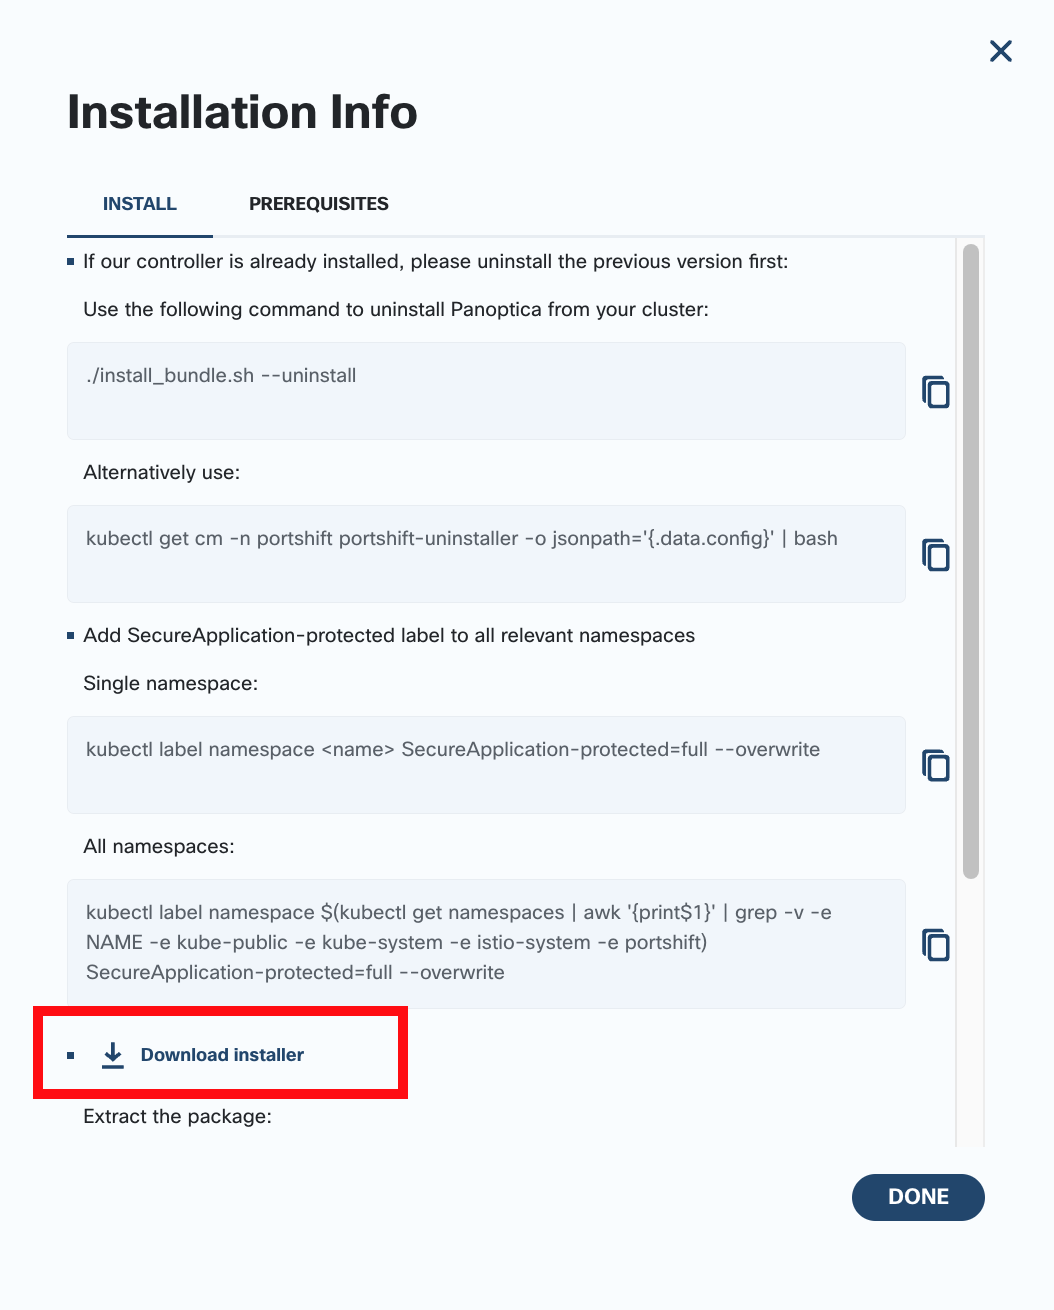 Installation Info
INSTALL
PREREQUISITES
If our controller is already installed, please uninstall the previous version first:
Use the following command to uninstall Panoptica from your cluster:
./install_bundle.sh --uninstall
Alternatively use:
kubectl get cm -n portshift portshift-uninstaller -o jsonpath='{.data.config}' | bash
Add SecureApplication-protected label to all relevant namespaces
Single namespace:
kubectl label namespace <name> SecureApplication-protected=full --overwrite
All namespaces:
kubectl label namespace $(kubectl get namespaces | awk '{print$1}' | grep -v -e
NAME -e kube-public -e kube-system -e istio-system -e portshift)
SecureApplication-protected=full --overwrite
Download installer
Extract the package:
DONE